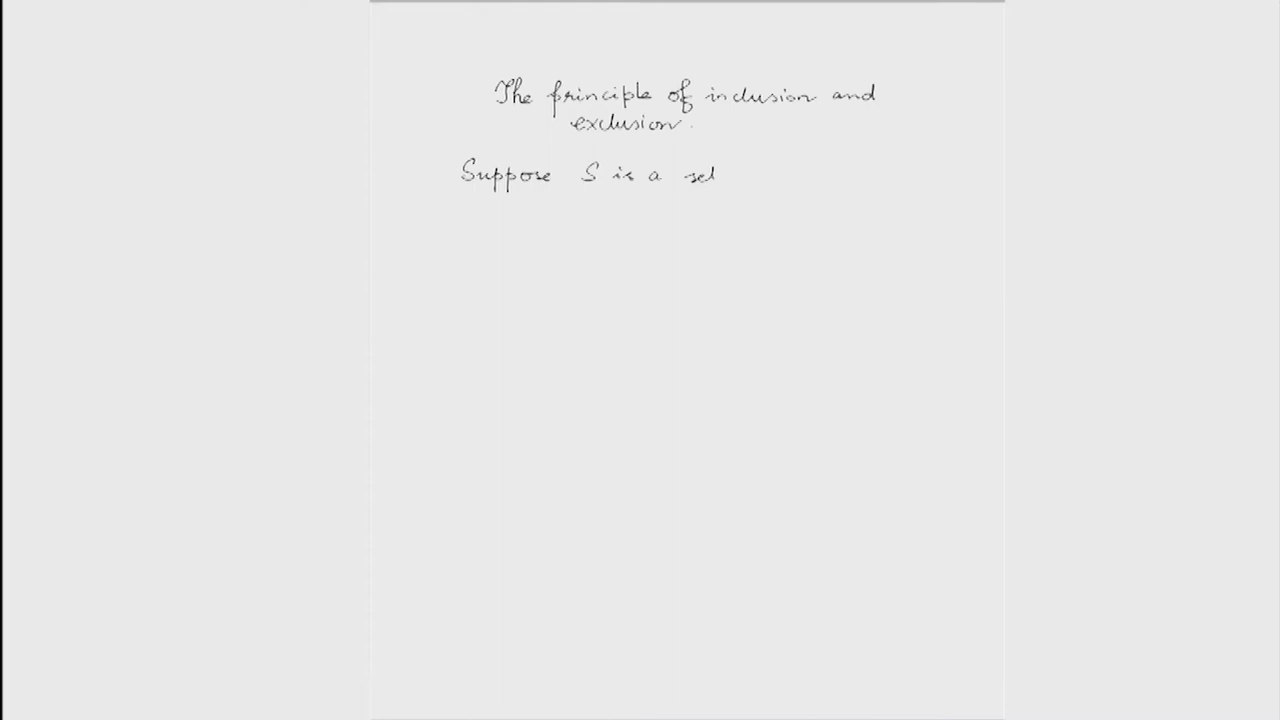 The principle of inclusion and
exclusion.
Suppose S is a set